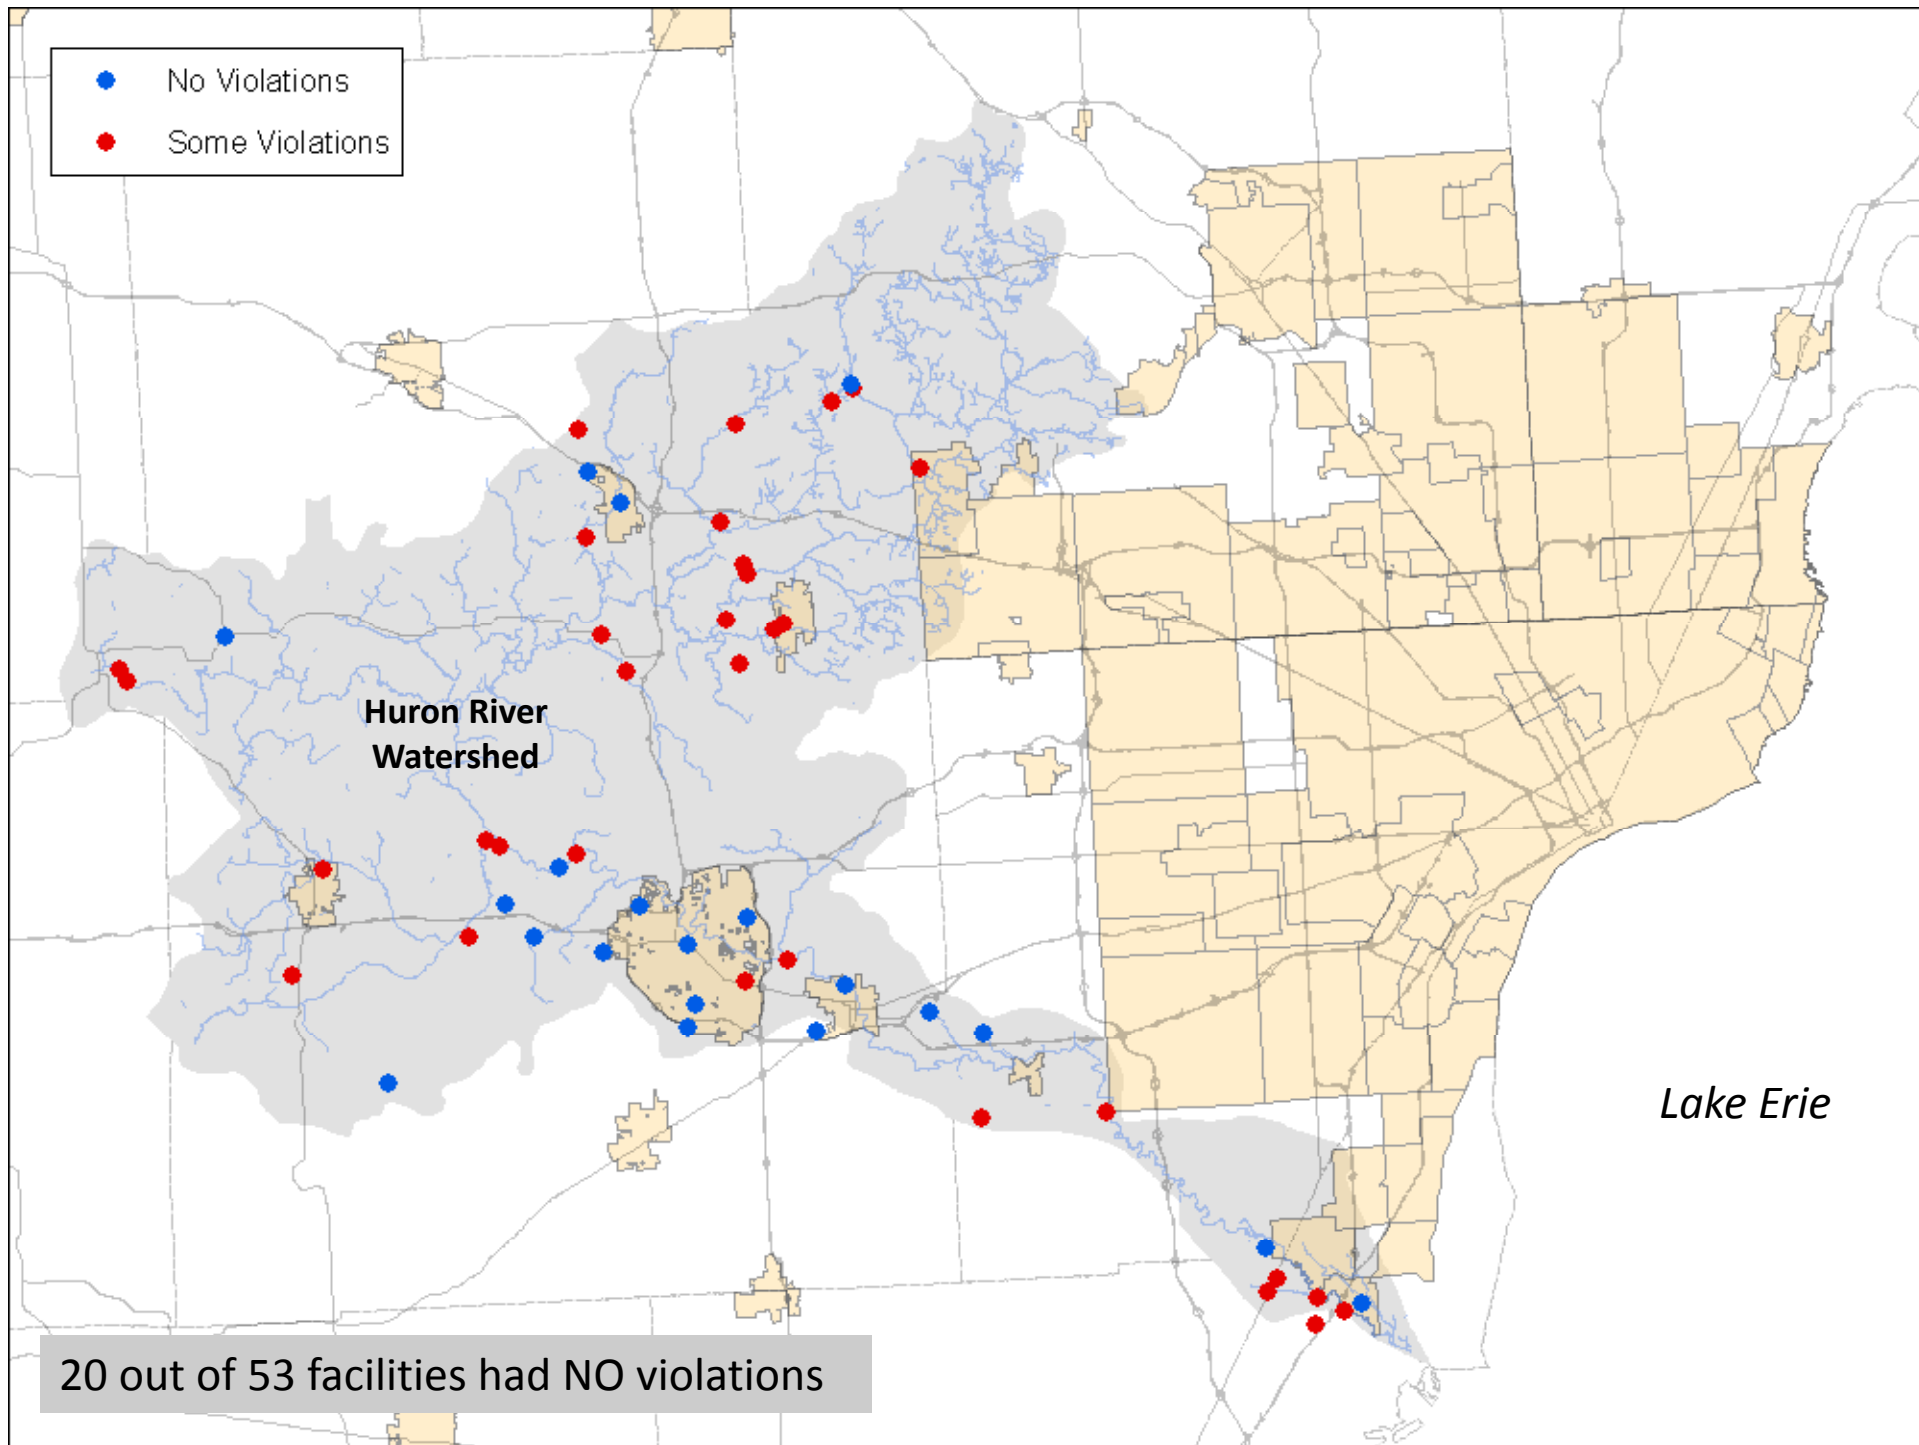 No Violations
Some Violations
Huron River
Watershed
Lake Erie
20 out of 53 facilities had NO violations